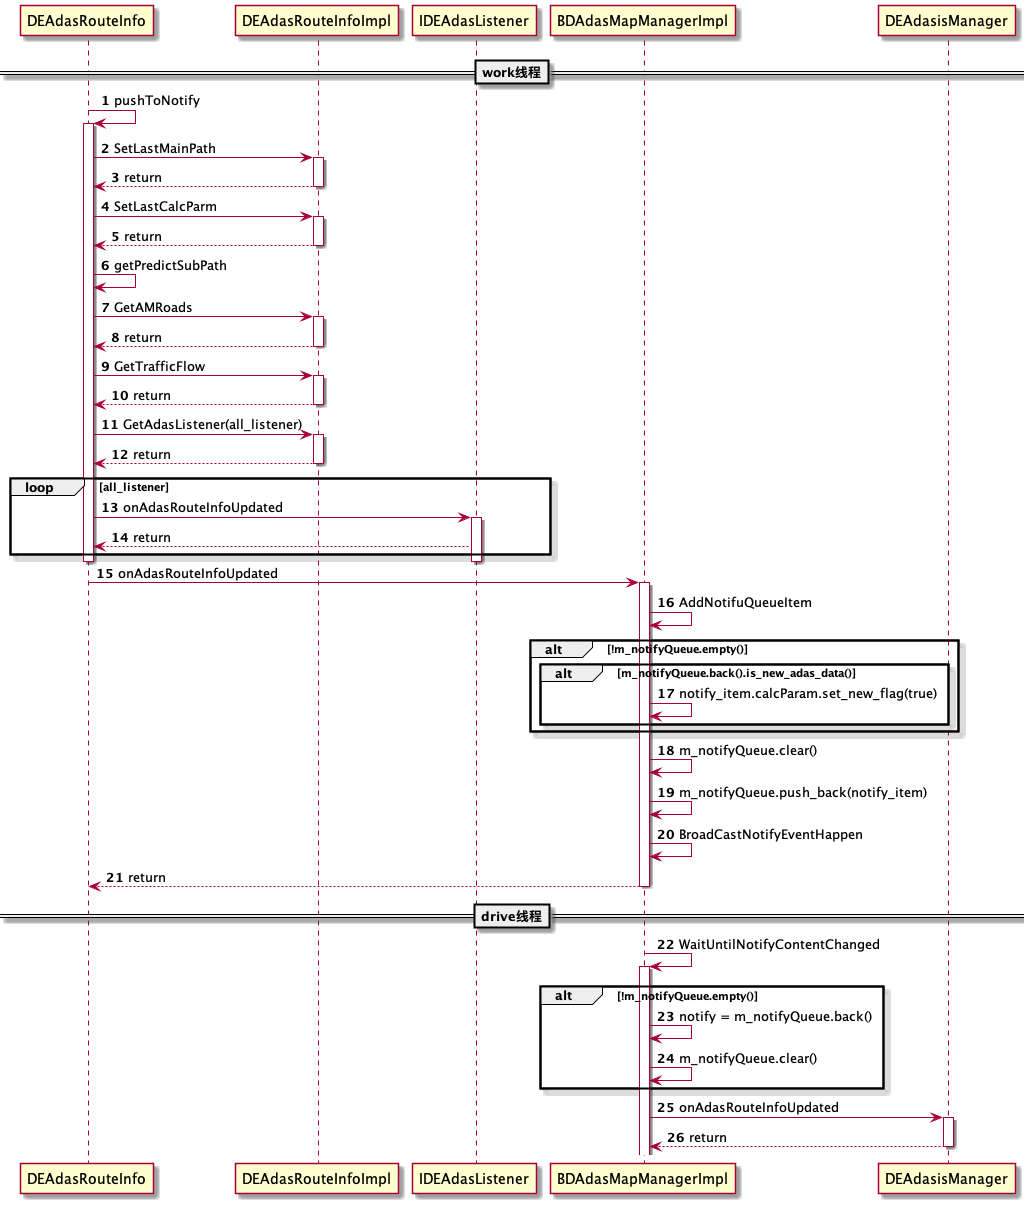 DEAdasRouteInfo DEAdasRouteInfoImpl IDEAdasListener BDAdasMapManagerImpl DEAdasisManager
work线程
1 pushToNotify
2 SetLastMainPath
3 return
4 SetLastCalcParm
5 return
6 getPredictSubPath
7 GetAMRoads
8 return
9 GetTrafficFlow
10 return
11 GetAdasListener(all_listener)
12 return
loop [all_listener]
13 onAdasRouteInfoUpdated
14 return
15 onAdasRouteInfoUpdated
16 AddNotifuQueueItem
alt [!m_notifyQueue.empty()]
alt [m_notifyQueue.back().is_new_adas_data()]
17 notify_item.calcParam.set_new_flag(true)
18 m_notifyQueue.clear()
19 m_notifyQueue.push_back(notify_item)
20 BroadCastNotifyEventHappen
21 return
drive线程
22 WaitUntilNotifyContentChanged
alt [!m_notifyQueue.empty()]
23 notify = m_notifyQueue.back()
24 m_notifyQueue.clear()
25 onAdasRouteInfoUpdated
26 return
DEAdasRouteInfo DEAdasRouteInfoImpl IDEAdasListener BDAdasMapManagerImpl DEAdasisManager